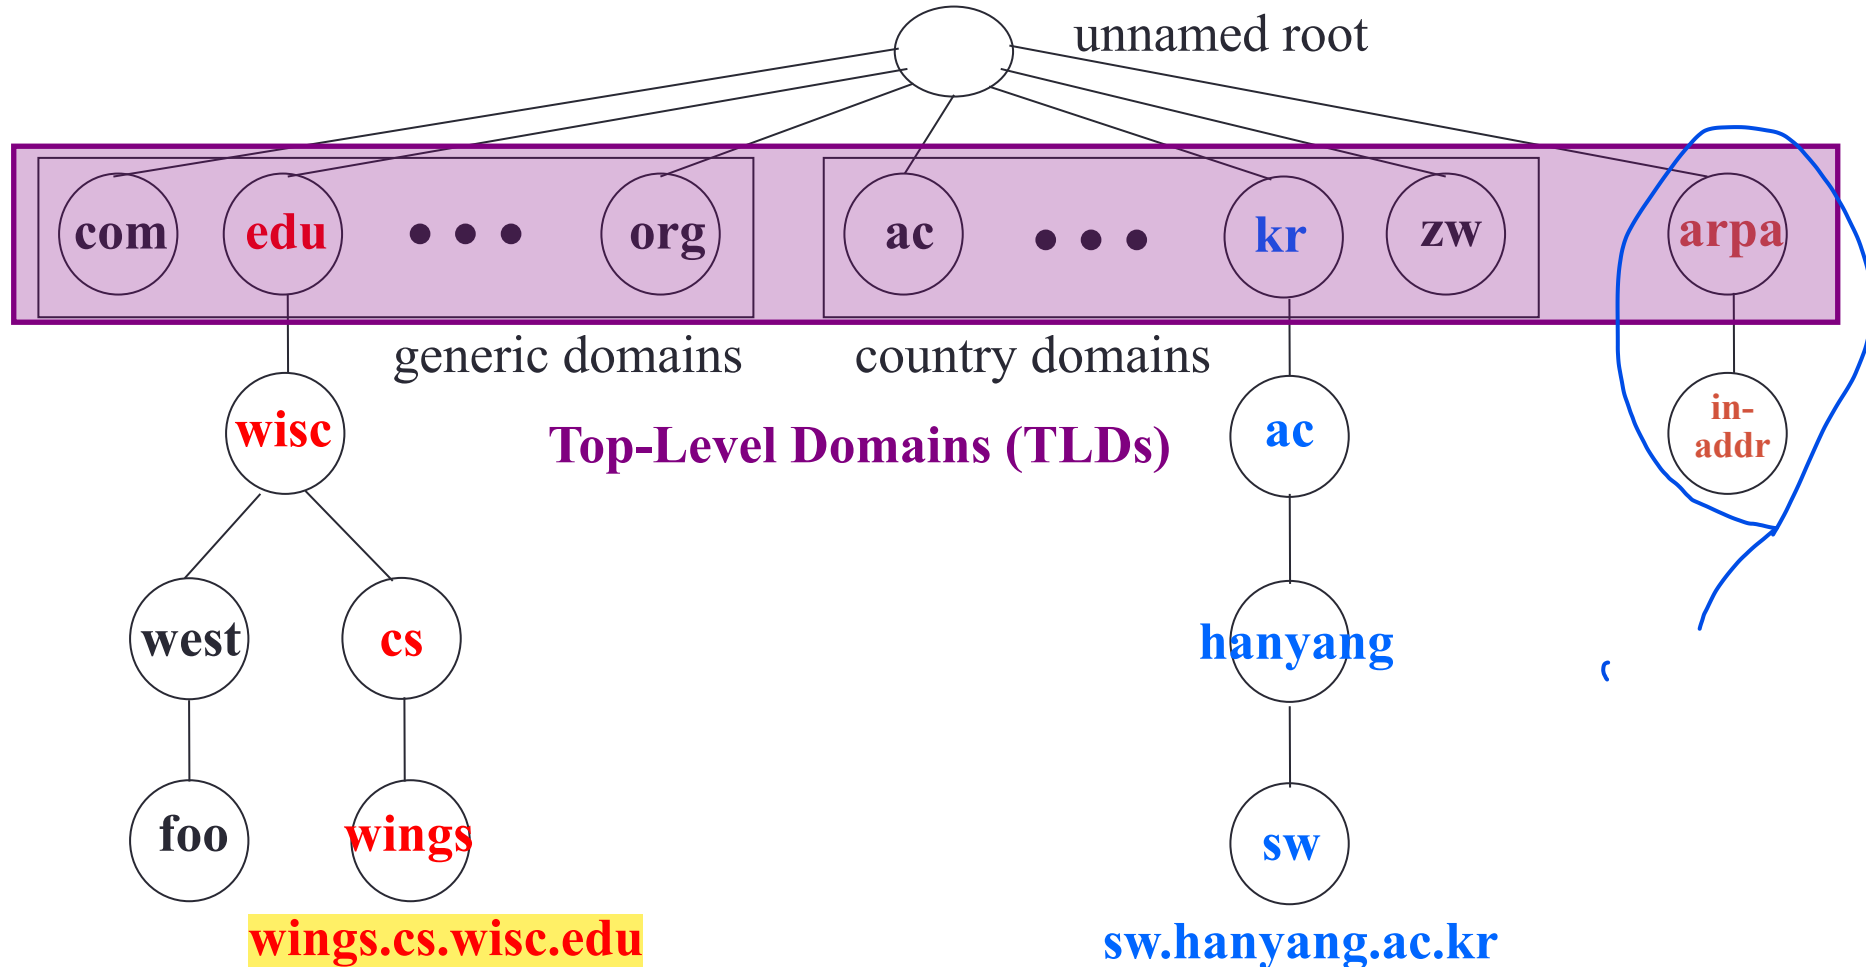 unnamed root
com edu • • • org ac • • • kr zw arpa
generic domains country domains
wisc
Top-Level Domains (TLDs)
ac
in-
addr
west cs hanyang
foo wings sw
wings.cs.wisc.edu sw.hanyang.ac.kr